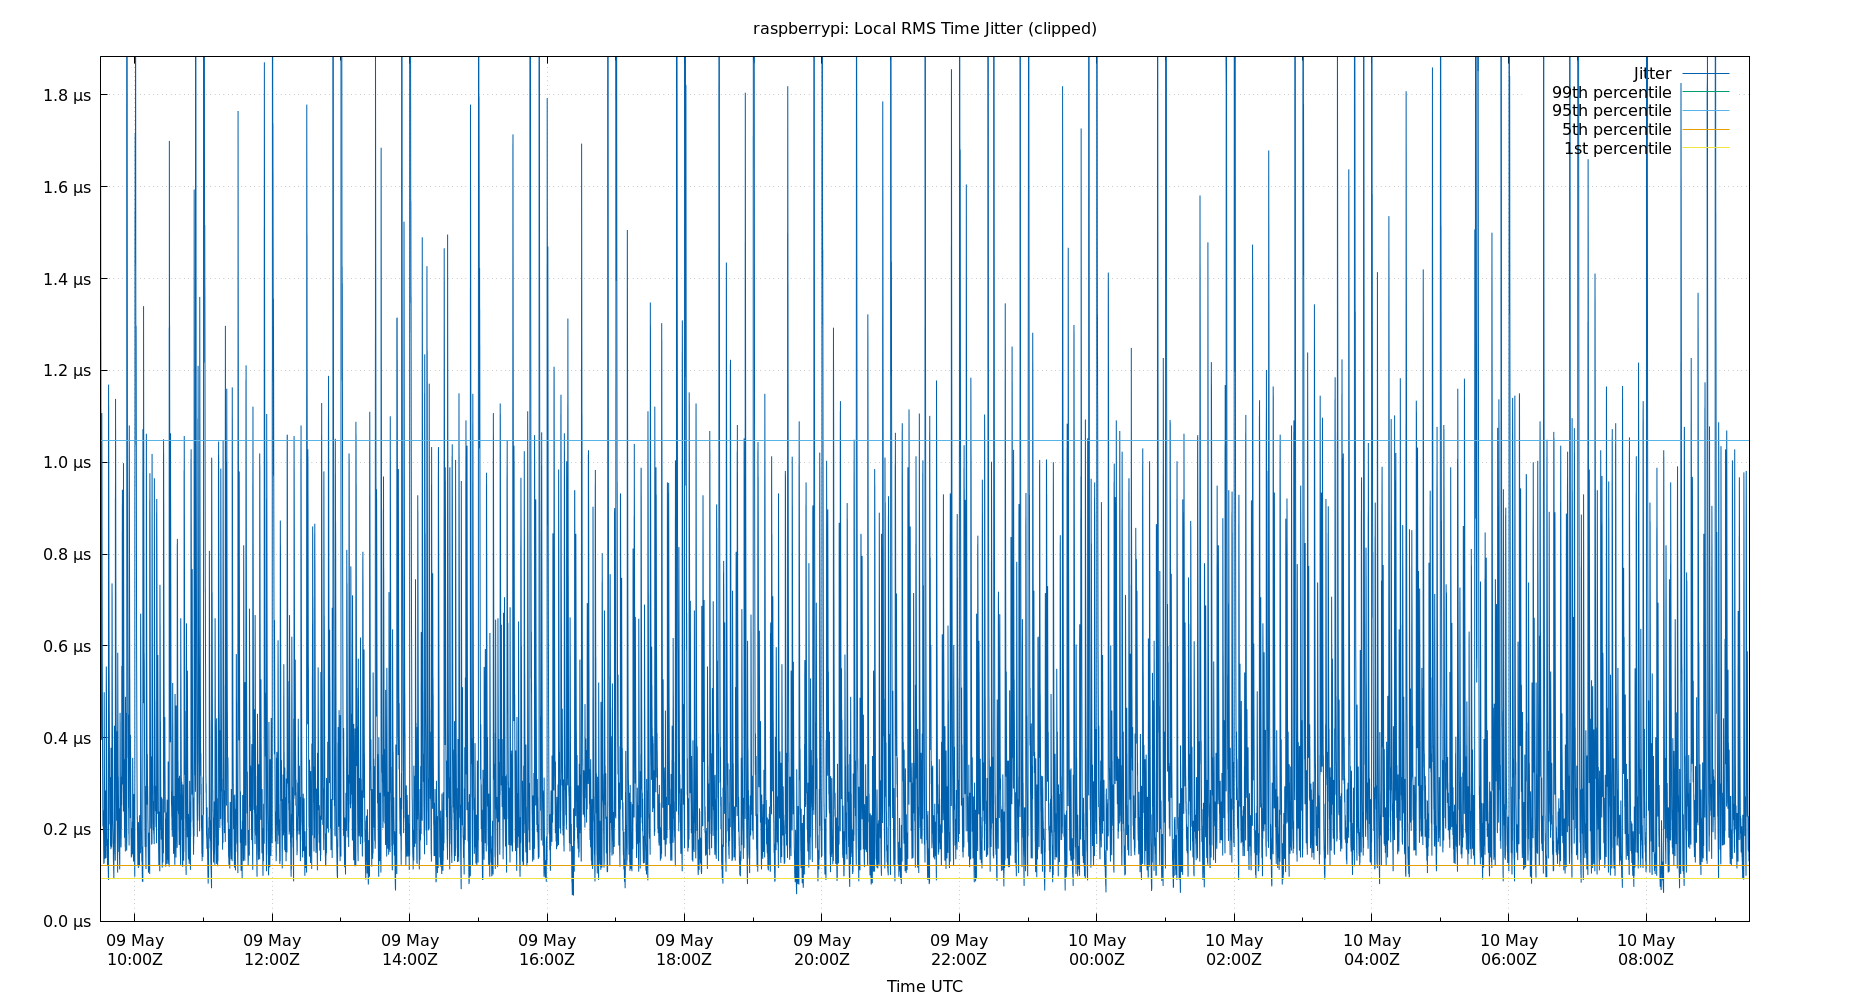 raspberrypi: Local RMS Time Jitter (clipped)
Jitter
99th percentile
95th percentile
5th percentile
1st percentile
1.8 µs
1.6 µs
1.4 µs
1.2 µs
1.0 µs
0.8 µs
0.6 µs
0.4 µs
0.2 µs
0.0 µs
09 May 09 May 09 May 09 May 09 May 09 May 09 May 10 May 10 May 10 May 10 May 10 May
10:00Z 12:00Z 14:00Z 16:00Z 18:00Z 20:00Z 22:00Z 00:00Z 02:00Z 04:00Z 06:00Z 08:00Z
Time UTC